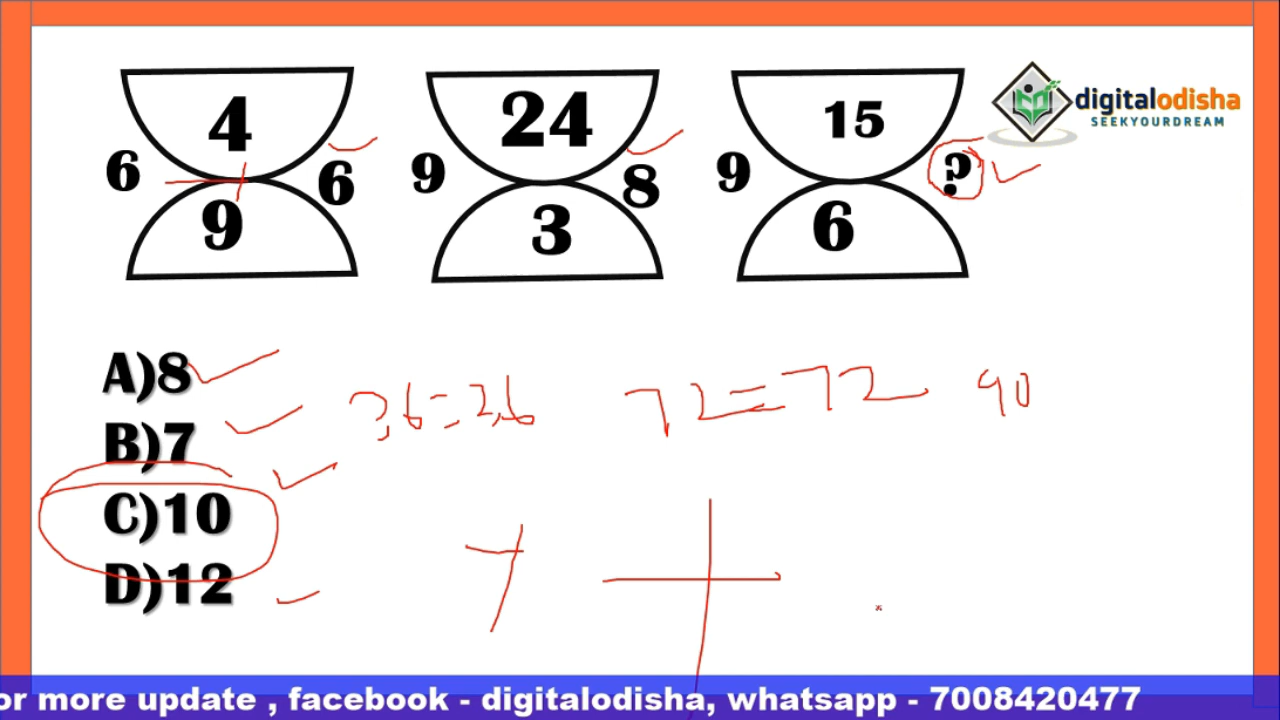 4
24
15
digitalodisha
SEEKYOURDREAM
6 6 9 8 9 ?
9
3
6
A)8
B)7
C)10
D)12
36=36 72=72 90
or more update , facebook - digitalodisha, whatsapp - 7008420477